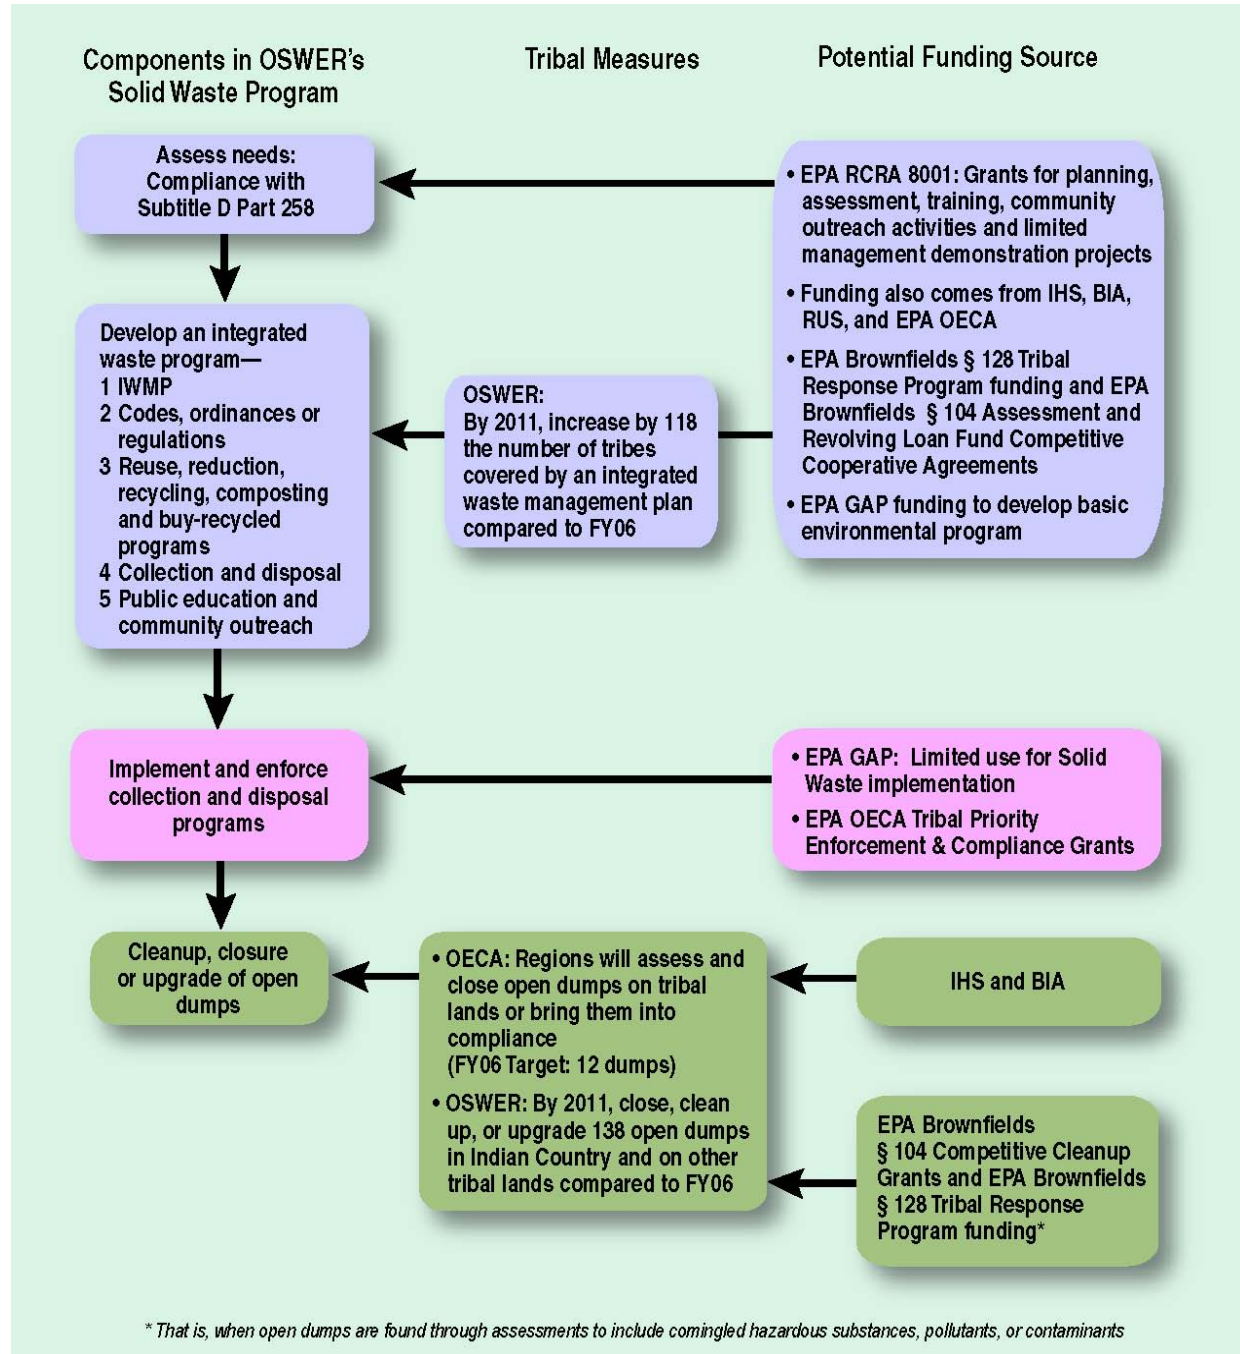 Components in OSWER's
Solid Waste Program
Tribal Measures
Potential Funding Source
Assess needs:
Compliance with
Subtitle D Part 258
• EPA RCRA 8001: Grants for planning,
assessment, training, community
outreach activities and limited
management demonstration projects
• Funding also comes from IHS, BIA,
RUS, and EPA OECA
• EPA Brownfields § 128 Tribal
Response Program funding and EPA
Brownfields § 104 Assessment and
Revolving Loan Fund Competitive
Cooperative Agreements
• EPA GAP funding to develop basic
environmental program
Develop an integrated
waste program—
1 IWMP
2 Codes, ordinances or
regulations
3 Reuse, reduction,
recycling, composting
and buy-recycled
programs
4 Collection and disposal
5 Public education and
community outreach
OSWER:
By 2011, increase by 118
the number of tribes
covered by an integrated
waste management plan
compared to FY06
Implement and enforce
collection and disposal
programs
• EPA GAP: Limited use for Solid
Waste implementation
• EPA OECA Tribal Priority
Enforcement & Compliance Grants
Cleanup, closure
or upgrade of open
dumps
• OECA: Regions will assess and
close open dumps on tribal
lands or bring them into
compliance
(FY06 Target: 12 dumps)
• OSWER: By 2011, close, clean
up, or upgrade 138 open dumps
in Indian Country and on other
tribal lands compared to FY06
IHS and BIA
EPA Brownfields
§ 104 Competitive Cleanup
Grants and EPA Brownfields
§ 128 Tribal Response
Program funding*
* That is, when open dumps are found through assessments to include comingled hazardous substances, pollutants, or contaminants